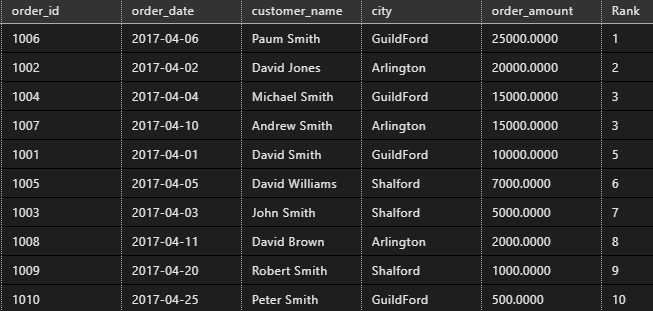 order_id order_date customer_name city order_amount Rank
1006 2017-04-06 Paum Smith GuildFord 25000.0000 1
1002 2017-04-02 David Jones Arlington 20000.0000 2
1004 2017-04-04 Michael Smith GuildFord 15000.0000 3
1007 2017-04-10 Andrew Smith Arlington 15000.0000 3
1001 2017-04-01 David Smith GuildFord 10000.0000 5
1005 2017-04-05 David Williams Shalford 7000.0000 6
1003 2017-04-03 John Smith Shalford 5000.0000 7
1008 2017-04-11 David Brown Arlington 2000.0000 8
1009 2017-04-20 Robert Smith Shalford 1000.0000 9
1010 2017-04-25 Peter Smith GuildFord 500.0000 10